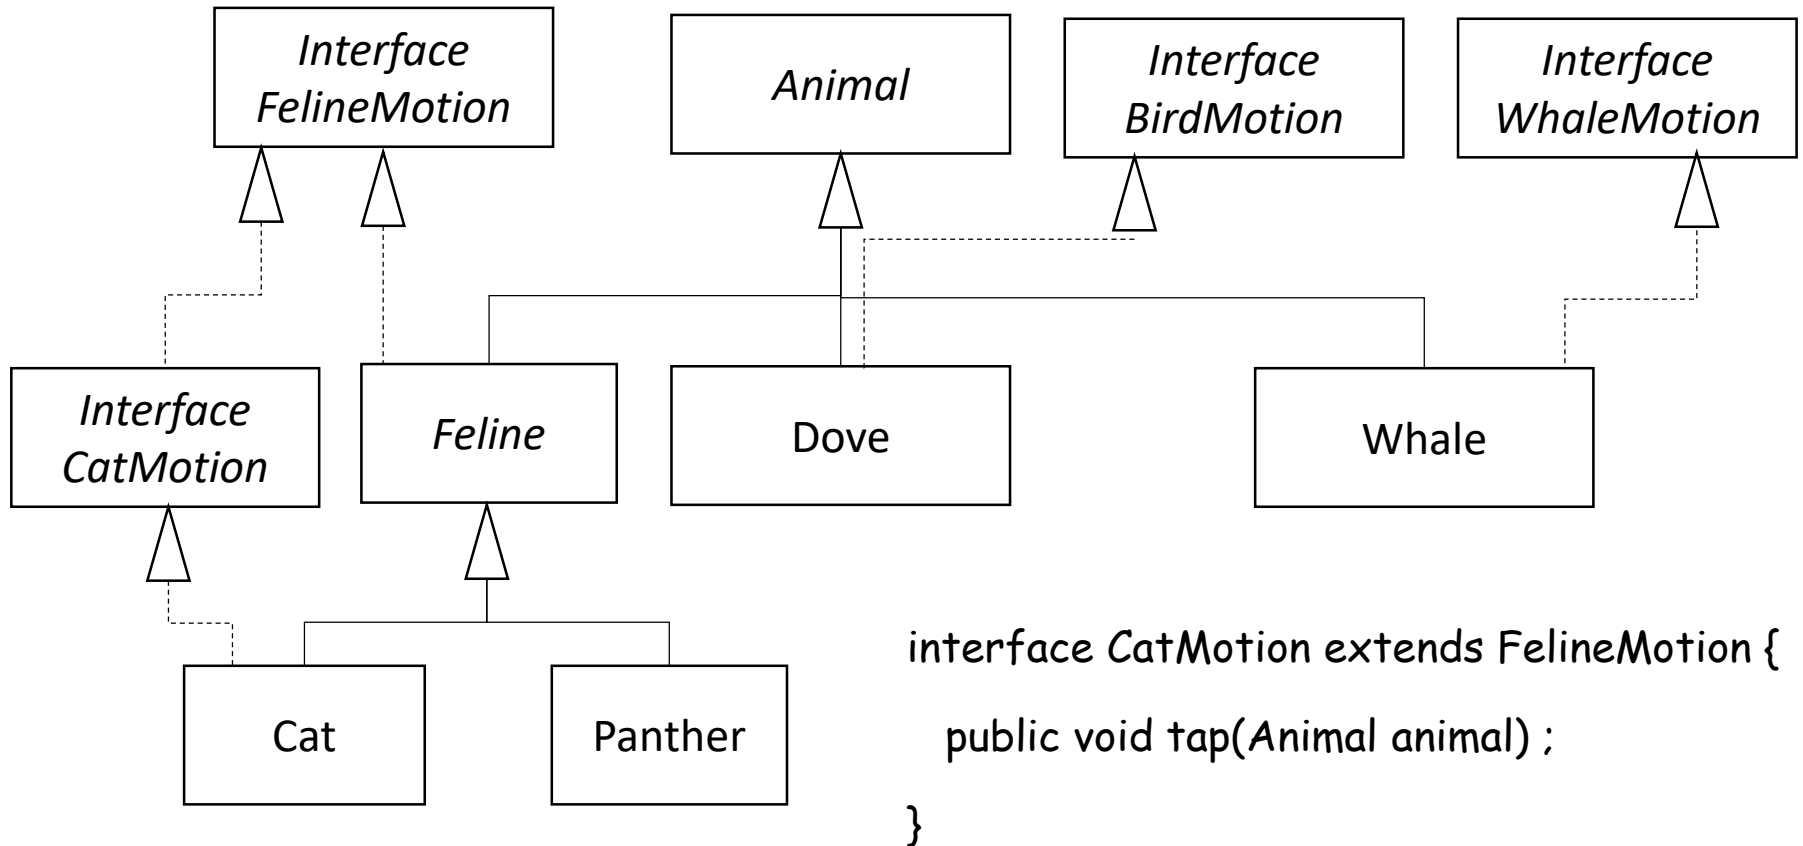 Interface
FelineMotion
Animal
Interface
BirdMotion
Interface
WhaleMotion
Interface
CatMotion
Feline
Dove
Whale
Cat
Panther
interface CatMotion extends FelineMotion {
public void tap(Animal animal) ;
}